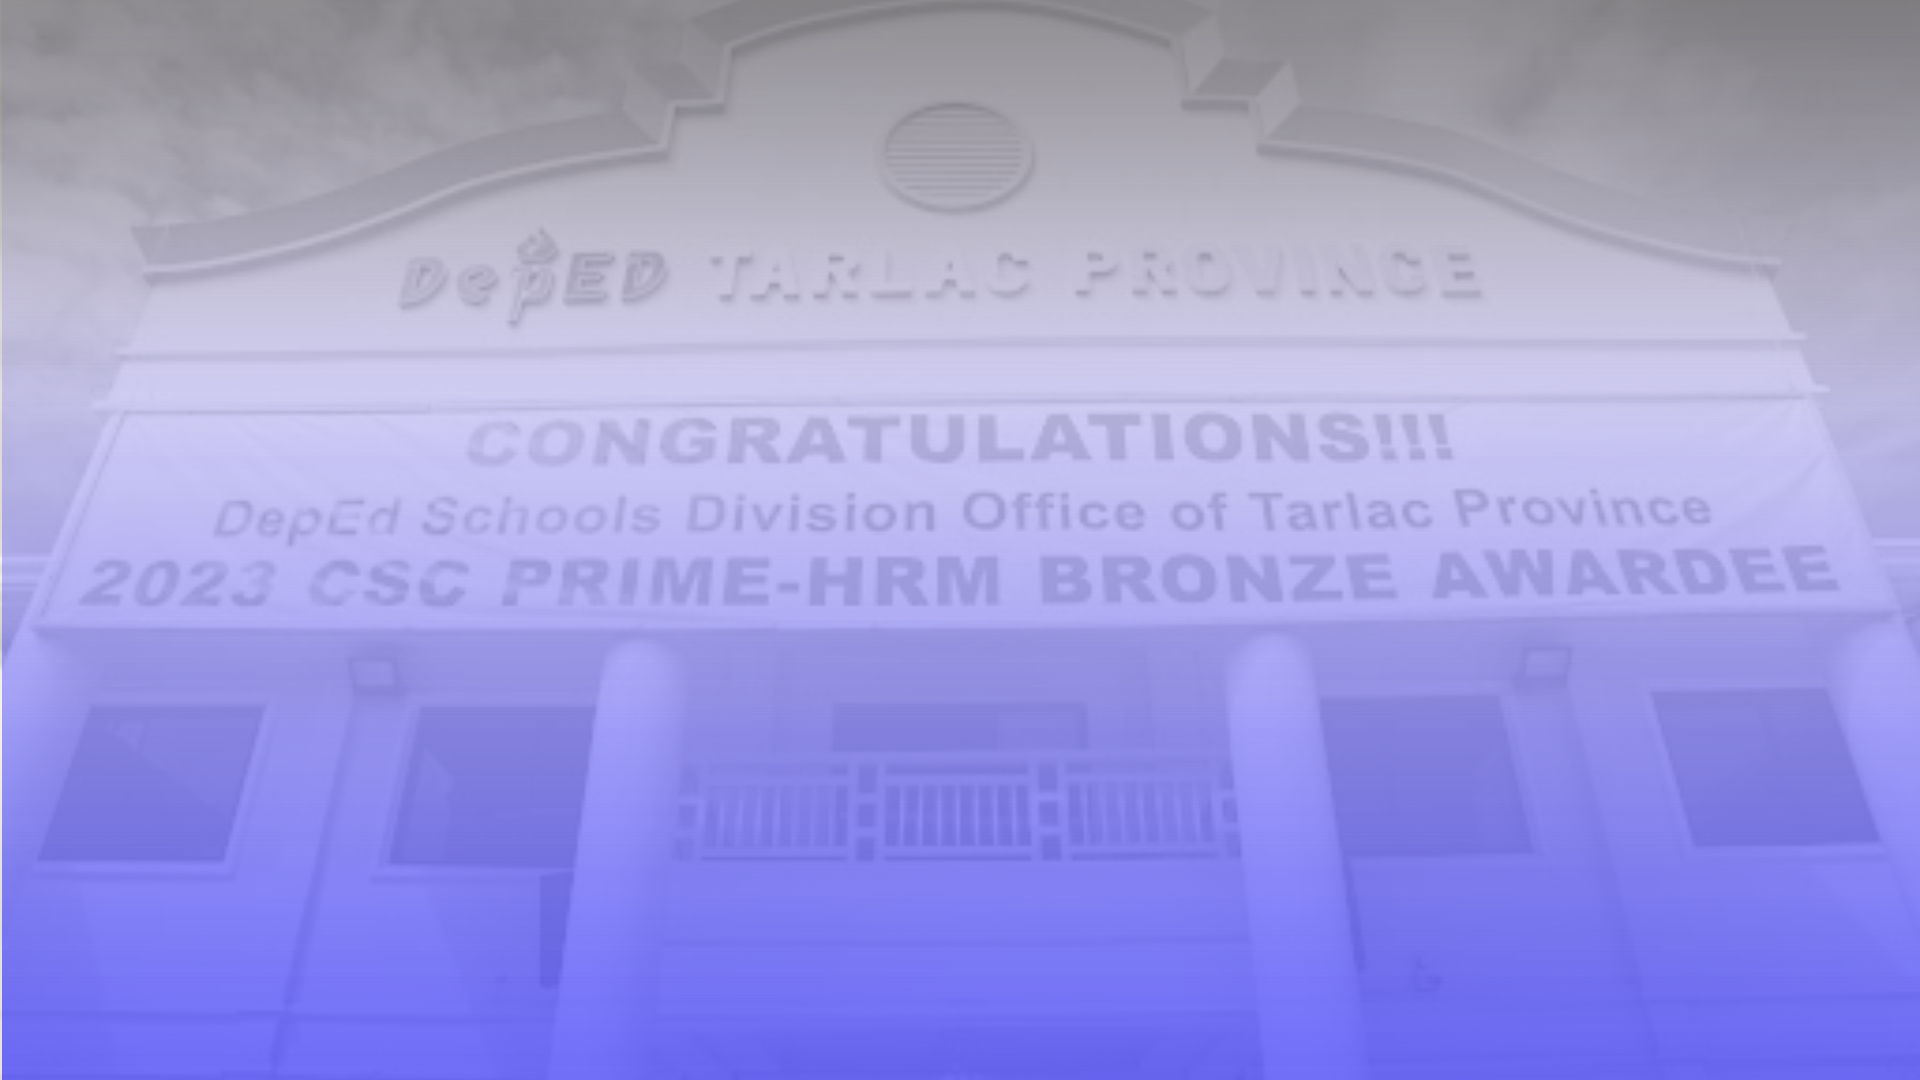 DepED TARLAC PROVINCE
CONGRATULATIONS!!!
DepEd Schools Division Office of Tarlac Province
2023 CSC PRIME-HRM BRONZE AWARDEE